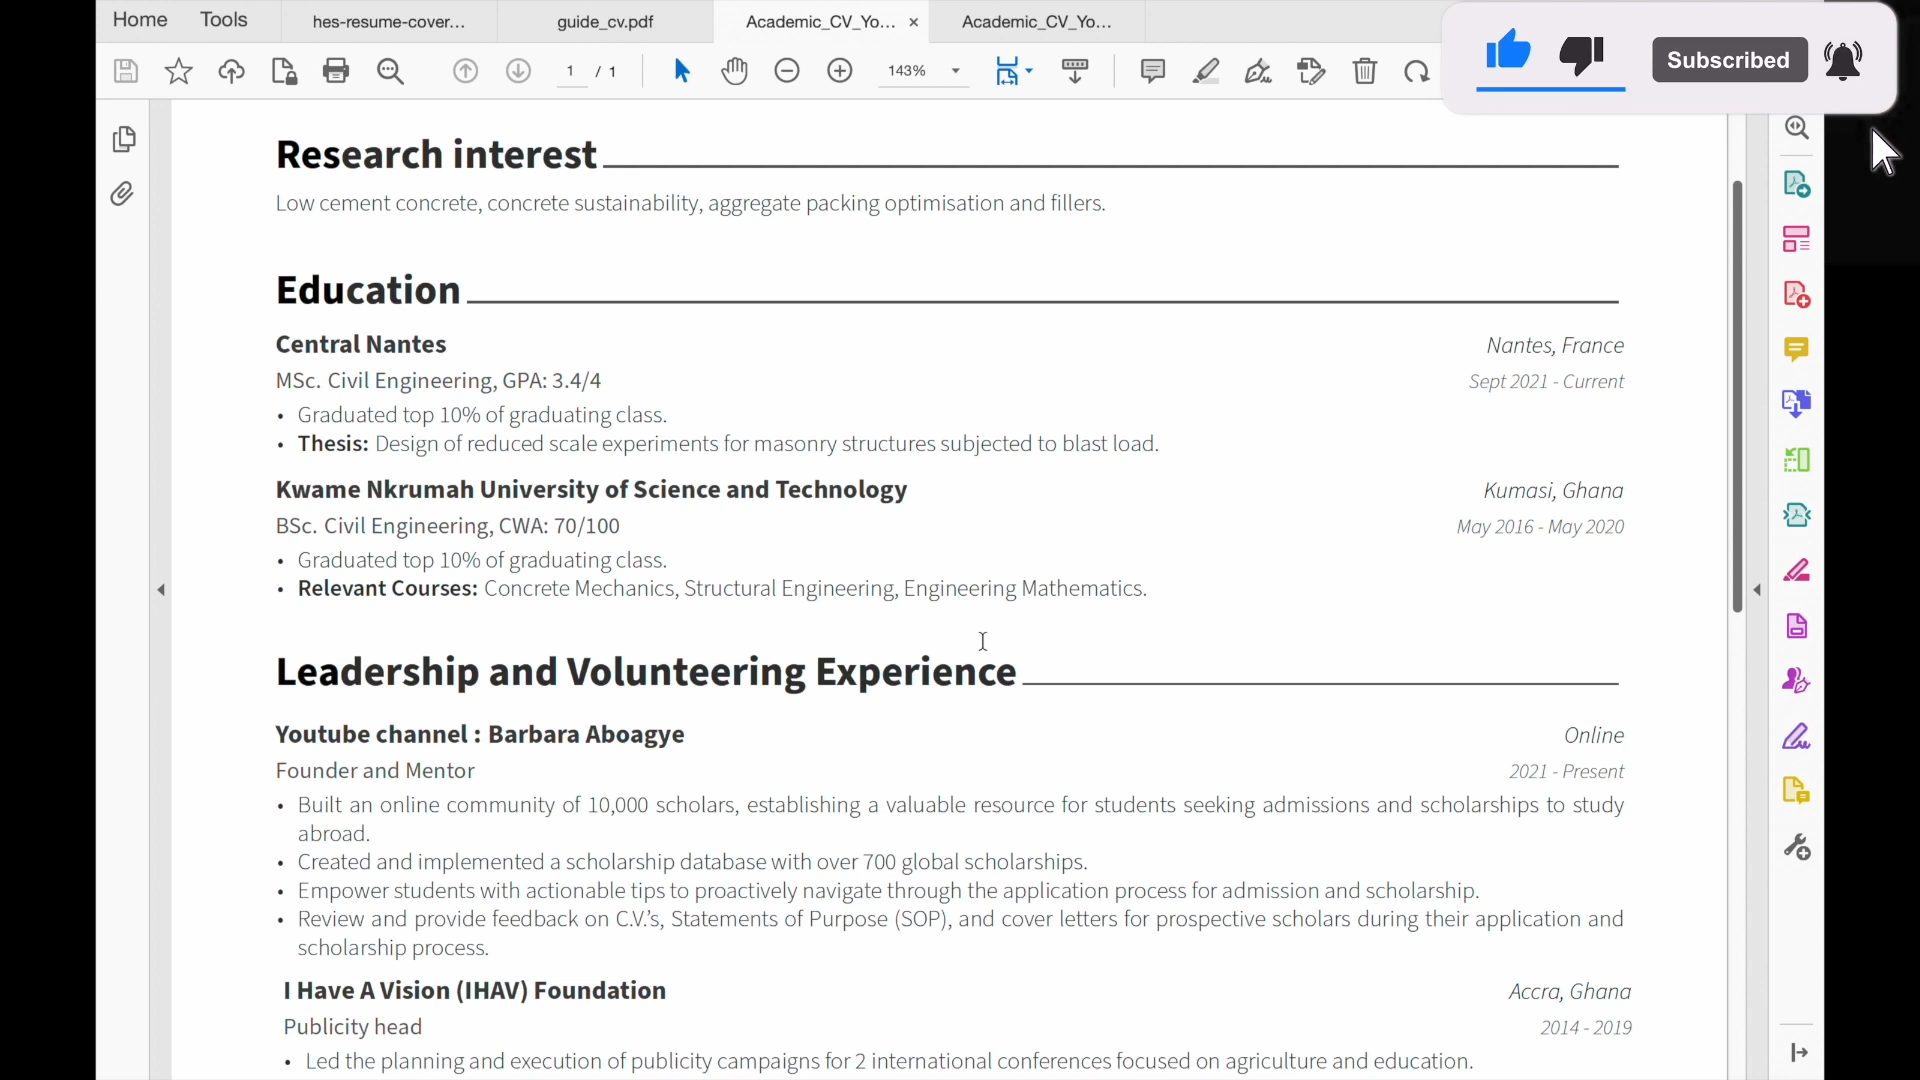 Home Tools hes-resume-cover... guide_cv.pdf Academic_CV_Yo... × Academic_CV_Yo...
1 / 1 143% Subscribed
Research interest
Low cement concrete, concrete sustainability, aggregate packing optimisation and fillers.
Education
Central Nantes Nantes, France
MSc. Civil Engineering, GPA: 3.4/4 Sept 2021 - Current
• Graduated top 10% of graduating class.
• Thesis: Design of reduced scale experiments for masonry structures subjected to blast load.
Kwame Nkrumah University of Science and Technology Kumasi, Ghana
BSc. Civil Engineering, CWA: 70/100 May 2016 - May 2020
• Graduated top 10% of graduating class.
• Relevant Courses: Concrete Mechanics, Structural Engineering, Engineering Mathematics.
Leadership and Volunteering Experience
Youtube channel : Barbara Aboagye Online
Founder and Mentor 2021 - Present
• Built an online community of 10,000 scholars, establishing a valuable resource for students seeking admissions and scholarships to study
abroad.
• Created and implemented a scholarship database with over 700 global scholarships.
• Empower students with actionable tips to proactively navigate through the application process for admission and scholarship.
• Review and provide feedback on C.V.'s, Statements of Purpose (SOP), and cover letters for prospective scholars during their application and
scholarship process.
I Have A Vision (IHAV) Foundation Accra, Ghana
Publicity head 2014 - 2019
• Led the planning and execution of publicity campaigns for 2 international conferences focused on agriculture and education.